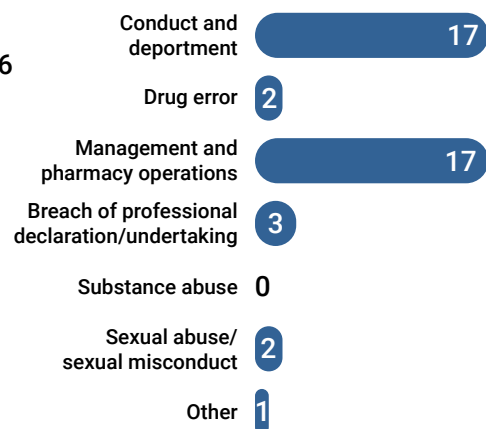 6
Conduct and
deportment 17
Drug error 2
Management and
pharmacy operations 17
Breach of professional
declaration/undertaking 3
Substance abuse 0
Sexual abuse/
sexual misconduct 2
Other 1